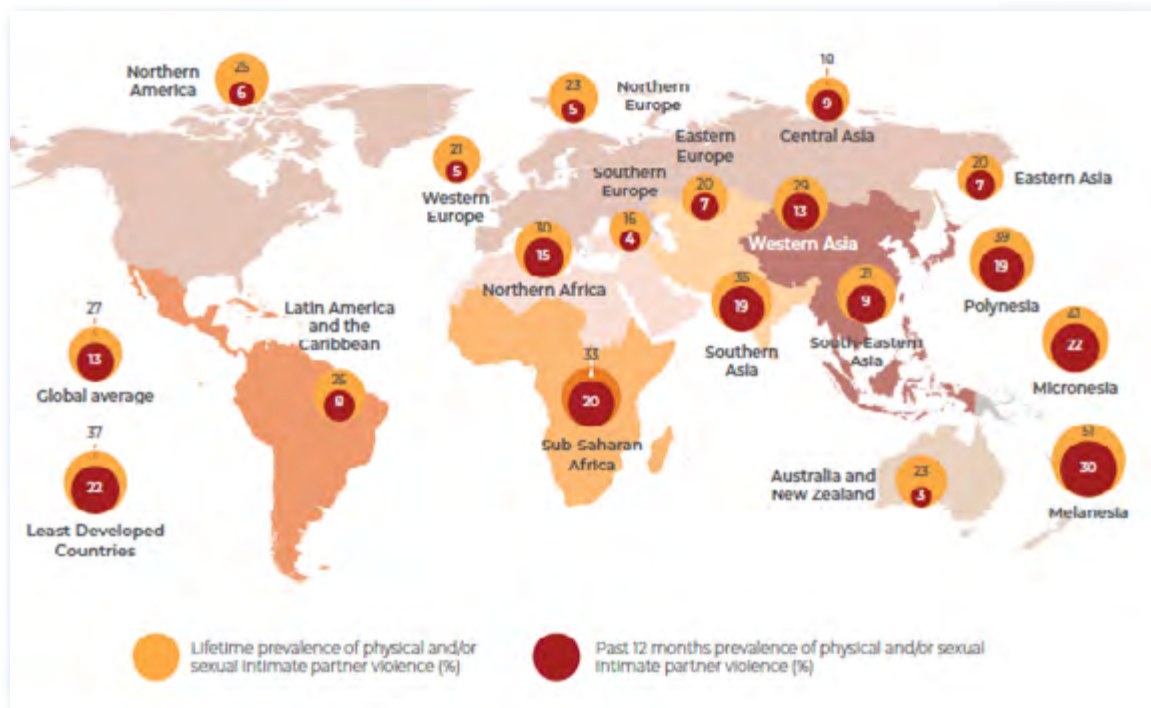 25
6
Northern
America
23
5
Northern
Europe
18
9
Central Asia
21
5
Western
Europe
Eastern
Europe
20
7
Southern
Europe
16
4
29
13
Western Asia
20
7
Eastern Asia
15
Northern Africa
39
19
Polynesia
Latin America
and the
Caribbean
27
13
Global average
35
19
Southern
Asia
21
9
South-Eastern
Asia
22
Micronesia
33
20
Sub-Saharan
Africa
37
22
Least Developed
Countries
Australia and
New Zealand
23
3
51
30
Melanesia
Lifetime prevalence of physical and/or
sexual intimate partner violence (%)
Past 12 months prevalence of physical and/or sexual
intimate partner violence (%)